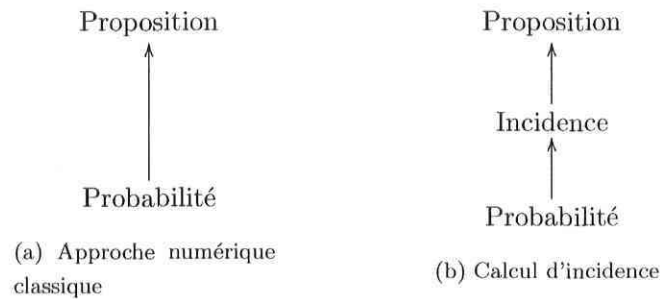 Proposition
Probabilité
(a) Approche numérique
classique
Proposition
Incidence
Probabilité
(b) Calcul d'incidence